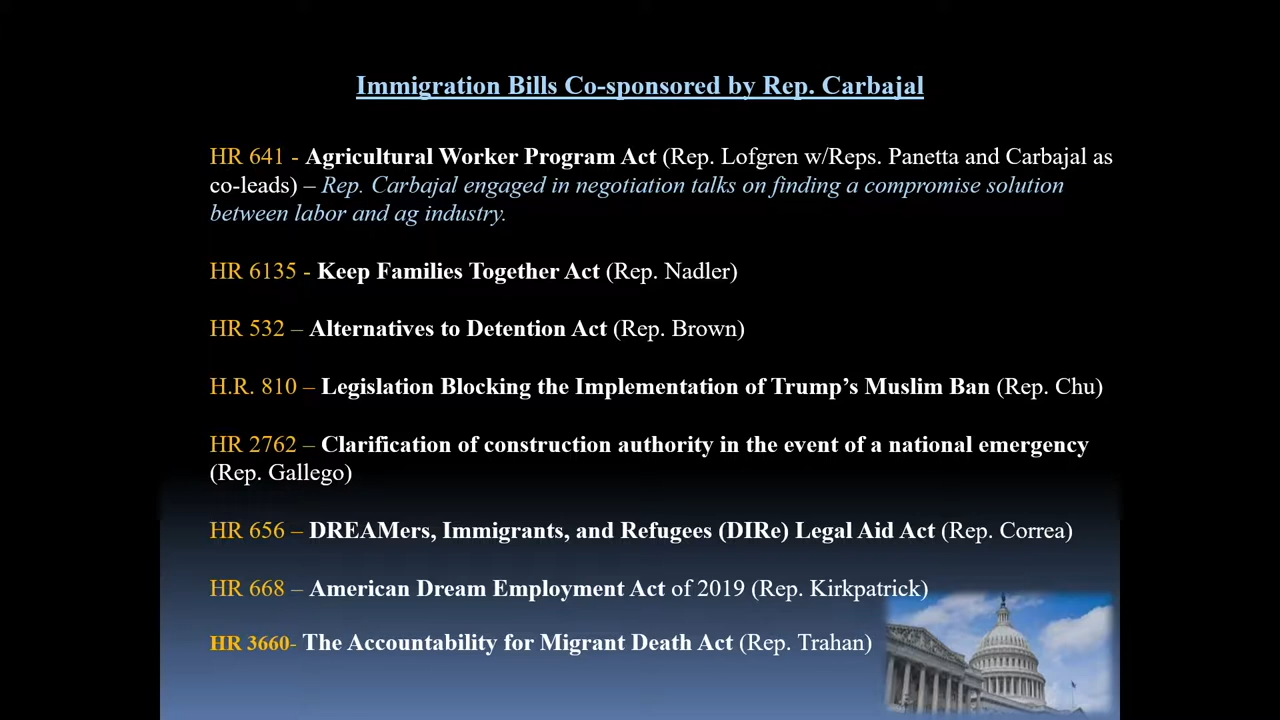 Immigration Bills Co-sponsored by Rep. Carbajal
HR 641 - Agricultural Worker Program Act (Rep. Lofgren w/Reps. Panetta and Carbajal as
co-leads) – Rep. Carbajal engaged in negotiation talks on finding a compromise solution
between labor and ag industry.
HR 6135 - Keep Families Together Act (Rep. Nadler)
HR 532 – Alternatives to Detention Act (Rep. Brown)
H.R. 810 – Legislation Blocking the Implementation of Trump’s Muslim Ban (Rep. Chu)
HR 2762 – Clarification of construction authority in the event of a national emergency
(Rep. Gallego)
HR 656 – DREAMers, Immigrants, and Refugees (DIRe) Legal Aid Act (Rep. Correa)
HR 668 – American Dream Employment Act of 2019 (Rep. Kirkpatrick)
HR 3660- The Accountability for Migrant Death Act (Rep. Trahan)